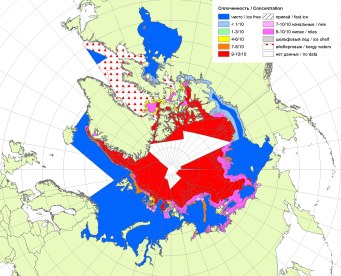 Сплоченность / Concentration
чисто / ice free
< 1/10
1-3/10
4-6/10
7-8/10
9-10/10
припай / fast ice
7-10/10 начальные / new
9-10/10 нилас / nilas
шельфовый лед / ice shelf
айсберговые / bergy waters
нет данных / no data